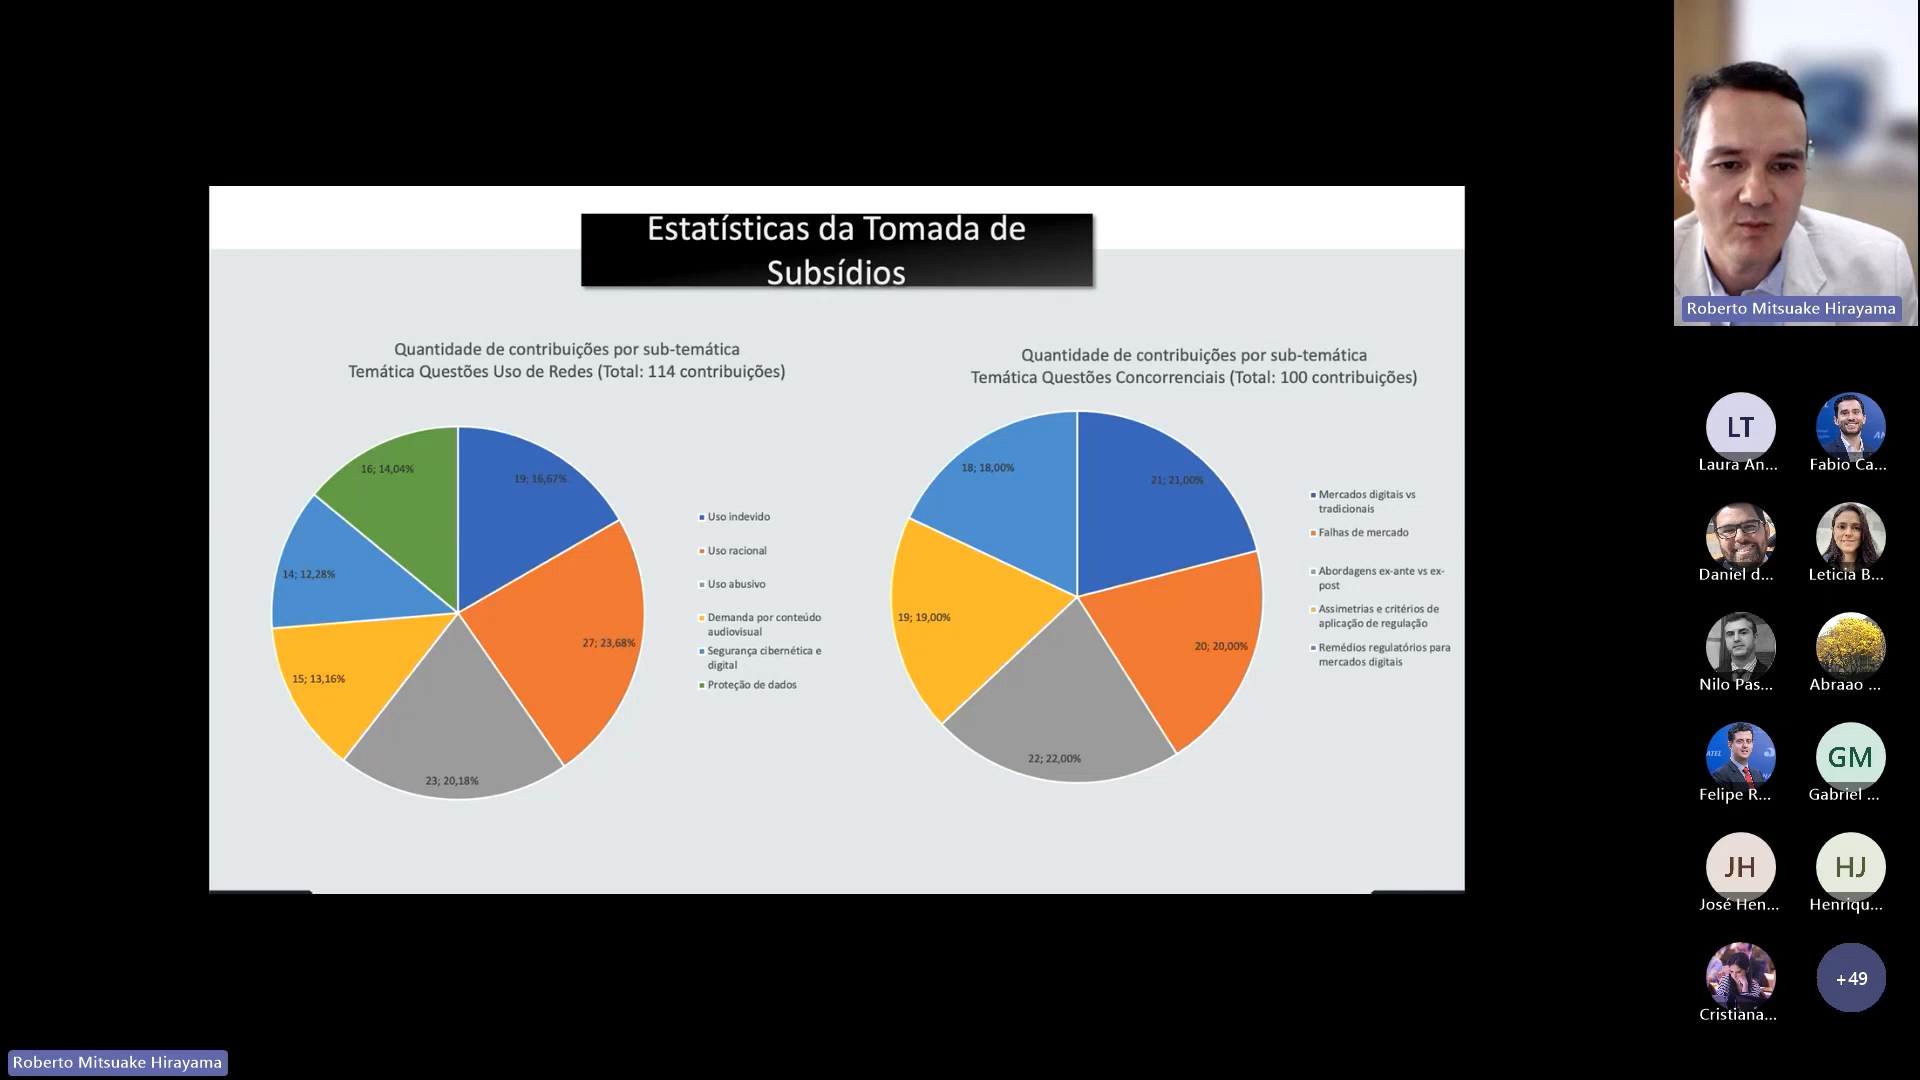 Estatísticas da Tomada de
Subsídios
Quantidade de contribuições por sub-temática
Temática Questões Uso de Redes (Total: 114 contribuições)
16; 14,04%
19; 16,67%
14; 12,28%
27; 23,68%
15; 13,16%
23; 20,18%
Uso indevido
Uso racional
Uso abusivo
Demanda por conteúdo
audiovisual
Segurança cibernética e
digital
Proteção de dados
Quantidade de contribuições por sub-temática
Temática Questões Concorrenciais (Total: 100 contribuições)
18; 18,00%
21; 21,00%
19; 19,00%
20; 20,00%
22; 22,00%
Mercados digitais vs
tradicionais
Falhas de mercado
Abordagens ex-ante vs ex-
post
Assimetrias e critérios de
aplicação de regulação
Remédios regulatórios para
mercados digitais
Roberto Mitsuake Hirayama
LT
Laura An...
Fabio Ca...
Daniel d...
Leticia B...
Nilo Pas...
Abraao ...
Felipe R...
GM
Gabriel ...
JH
José Hen...
HJ
Henriqu...
Cristiana...
+49
Roberto Mitsuake Hirayama